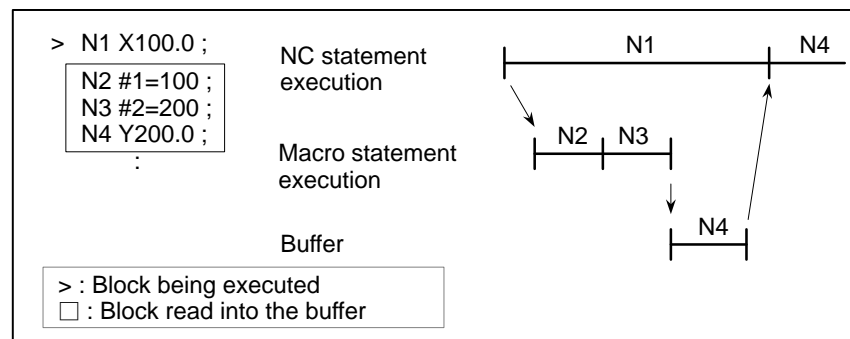 > N1 X100.0 ;
N2 #1=100 ;
N3 #2=200 ;
N4 Y200.0 ;
:
NC statement
execution
N1
N4
Macro statement
execution
N2
N3
Buffer
N4
> : Block being executed
□ : Block read into the buffer